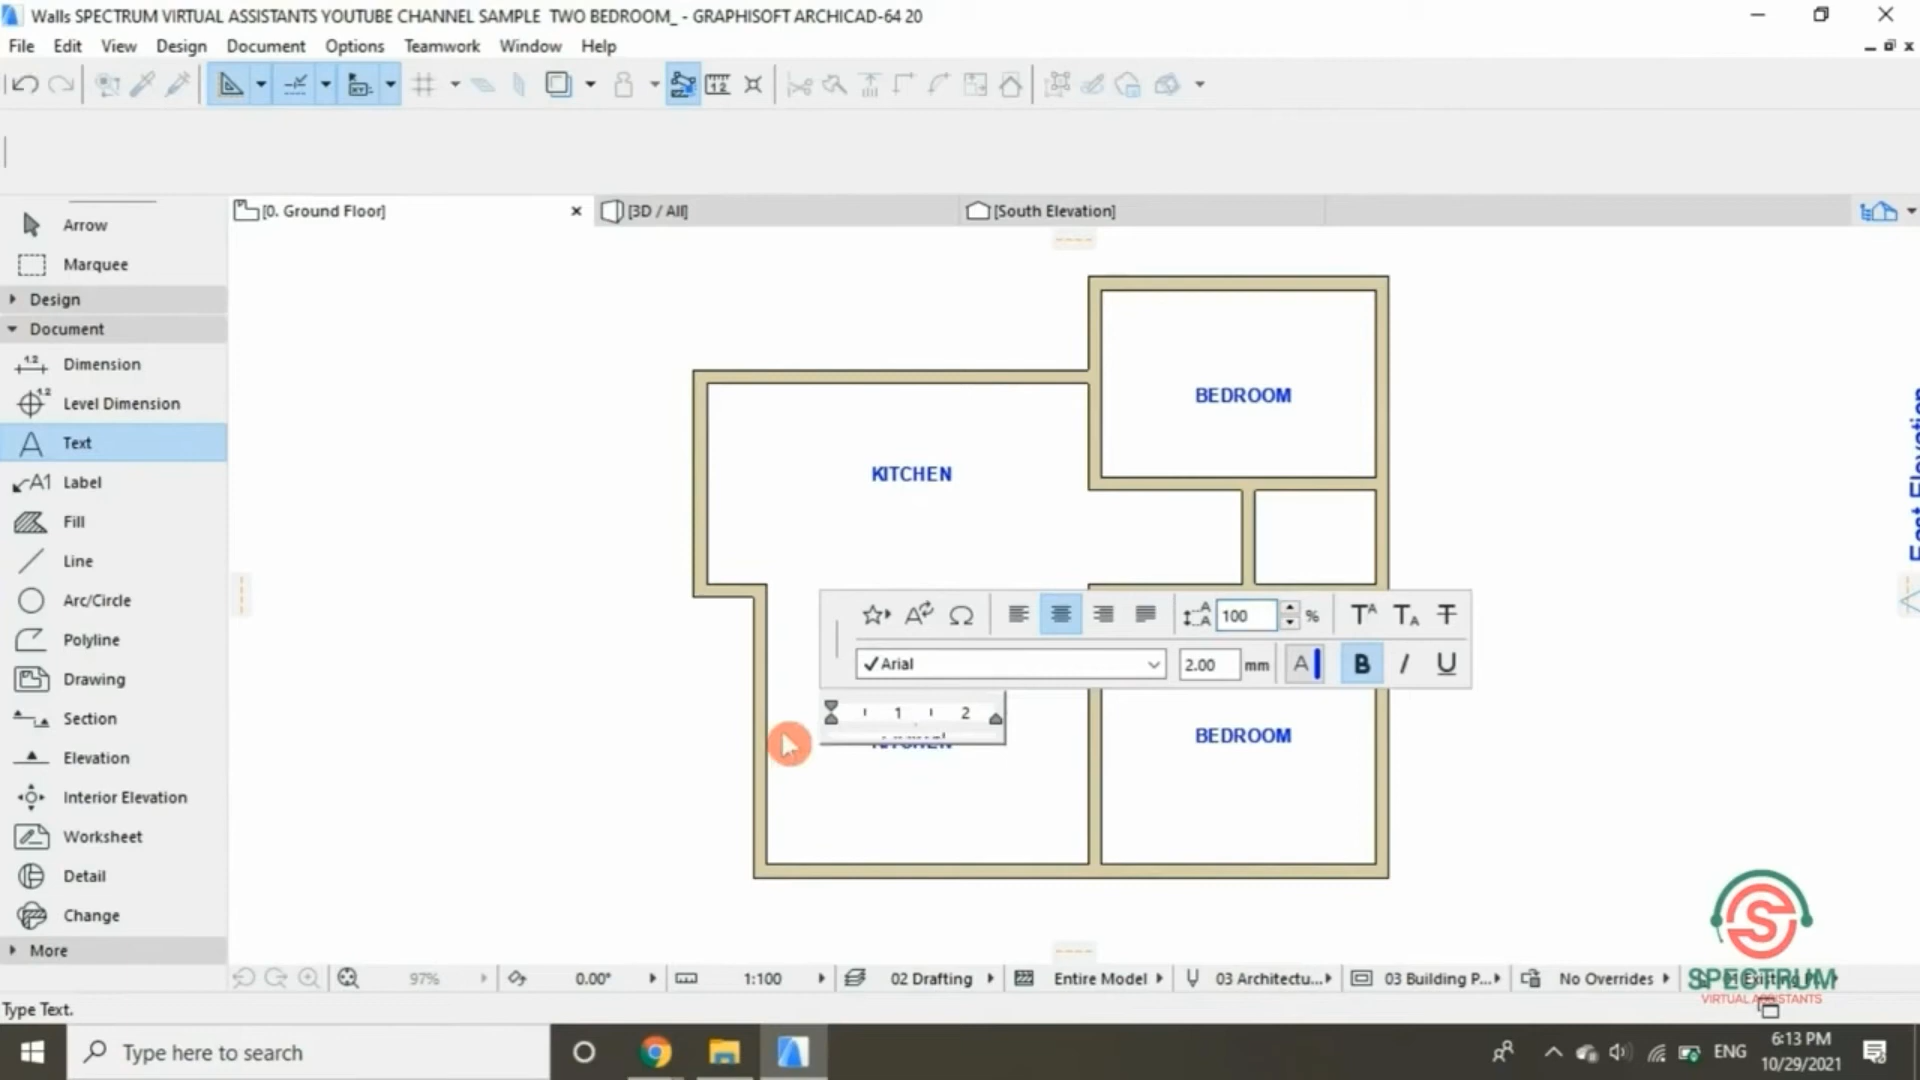 Walls SPECTRUM VIRTUAL ASSISTANTS YOUTUBE CHANNEL SAMPLE TWO BEDROOM_ - GRAPHISOFT ARCHICAD-64 20
File Edit View Design Document Options Teamwork Window Help
[0. Ground Floor] [3D / All] [South Elevation]
Arrow
Marquee
Design
Document
Dimension
Level Dimension
Text
Label
Fill
Line
Arc/Circle
Polyline
Drawing
Section
Elevation
Interior Elevation
Worksheet
Detail
Change
More
BEDROOM
KITCHEN
East Elevation
100 %
Arial 2.00 mm A B I U
1 2
KITCHEN
BEDROOM
97% 0.00° 1:100 02 Drafting Entire Model 03 Architectu... 03 Building P... No Overrides
SPECTRUM
VIRTUAL ASSISTANTS
Type Text.
Type here to search
ENG
6:13 PM
10/29/2021